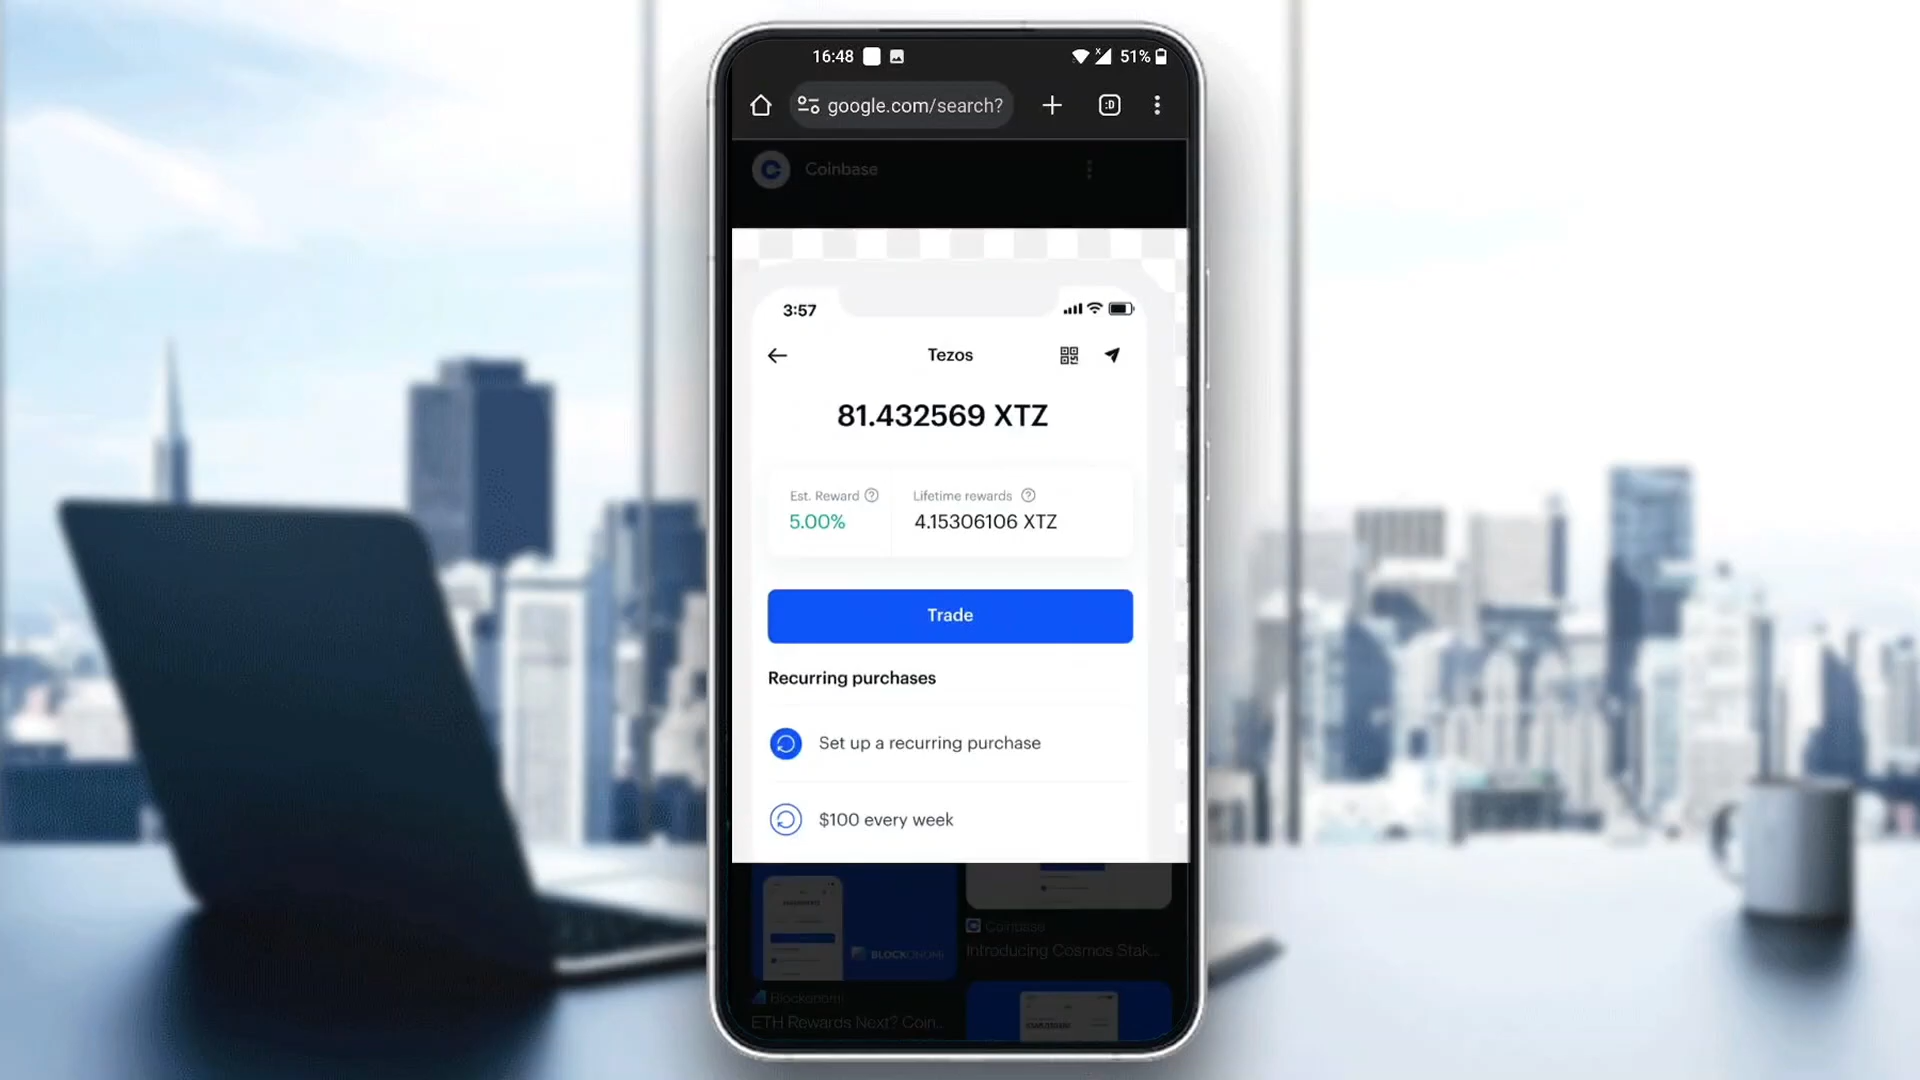 16:48 51%
google.com/search?
Coinbase
3:57
Tezos
81.432569 XTZ
Est. Reward Lifetime rewards
5.00% 4.15306106 XTZ
Trade
Recurring purchases
Set up a recurring purchase
$100 every week
Coinbase
Introducing Cosmos Stak...
BLOCKONOMI
Blockonomi
ETH Rewards Next? Coin...